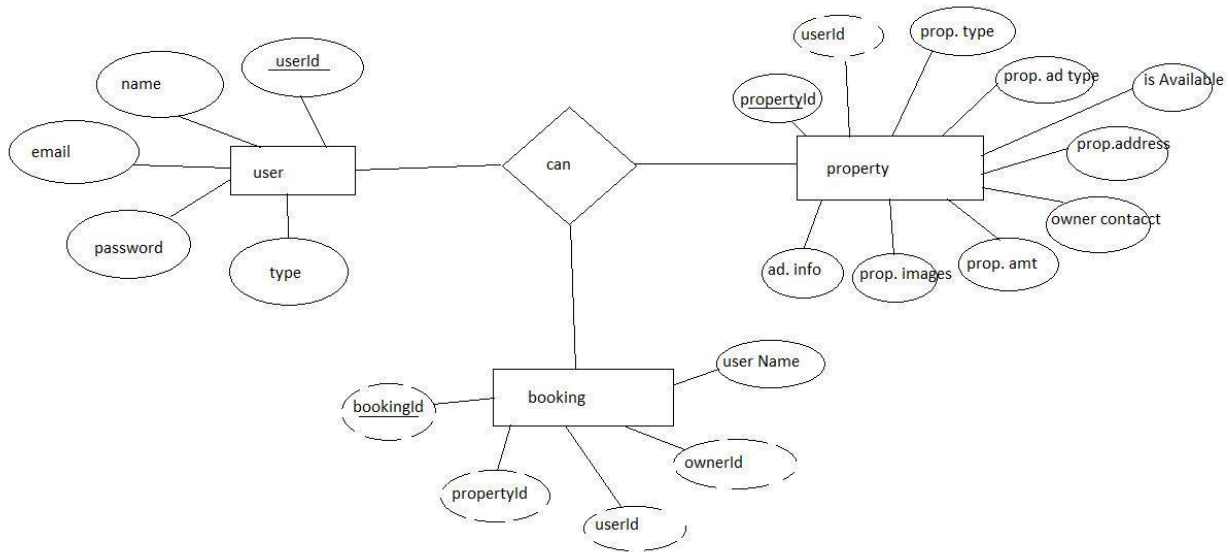 userId
prop. type
userId
prop. ad type
is Available
name
propertyId
email
user
can
property
prop.address
password
type
owner contacct
ad. info
prop. images
prop. amt
user Name
booking
bookingId
ownerId
propertyId
userId